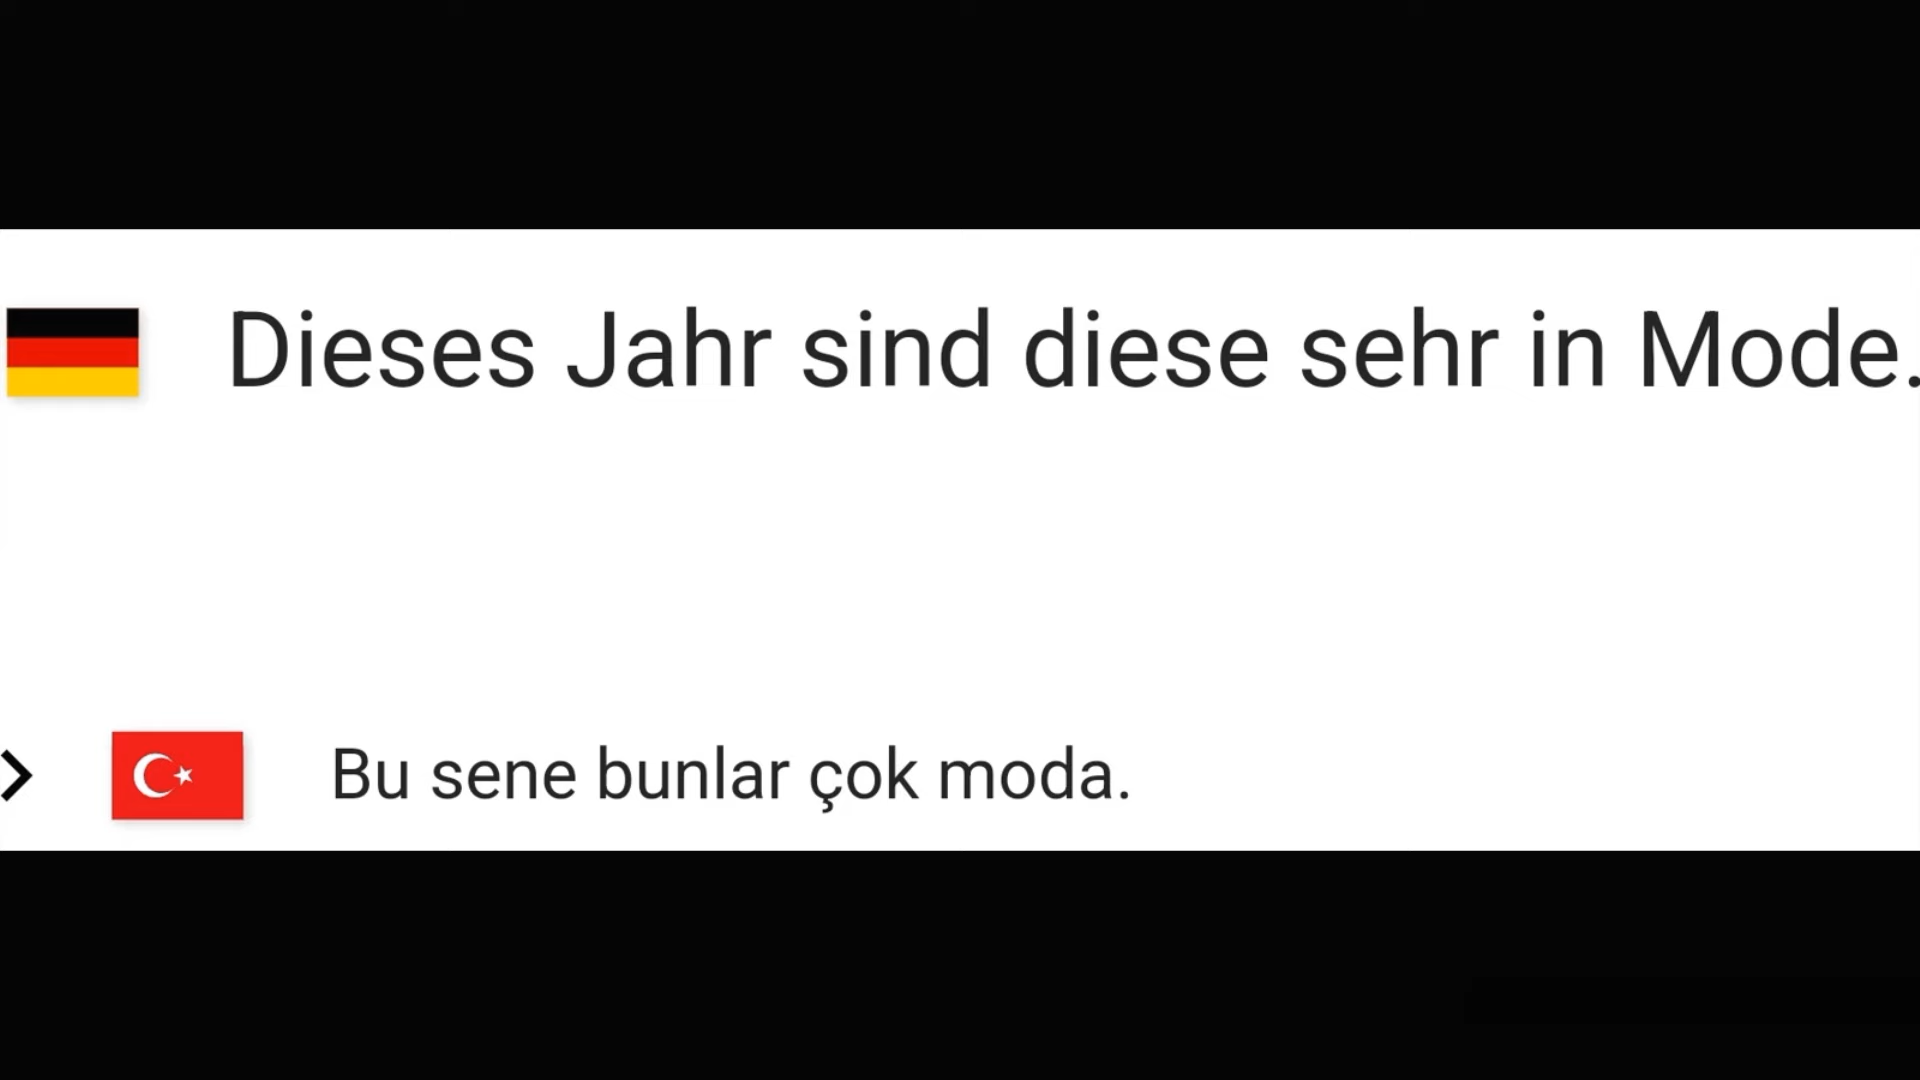 Dieses Jahr sind diese sehr in Mode.
Bu sene bunlar çok moda.